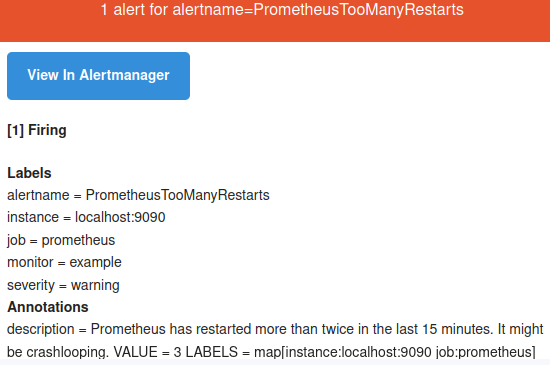 1 alert for alertname=PrometheusTooManyRestarts
View In Alertmanager
[1] Firing
Labels
alertname = PrometheusTooManyRestarts
instance = localhost:9090
job = prometheus
monitor = example
severity = warning
Annotations
description = Prometheus has restarted more than twice in the last 15 minutes. It might
be crashlooping. VALUE = 3 LABELS = map[instance:localhost:9090 job:prometheus]